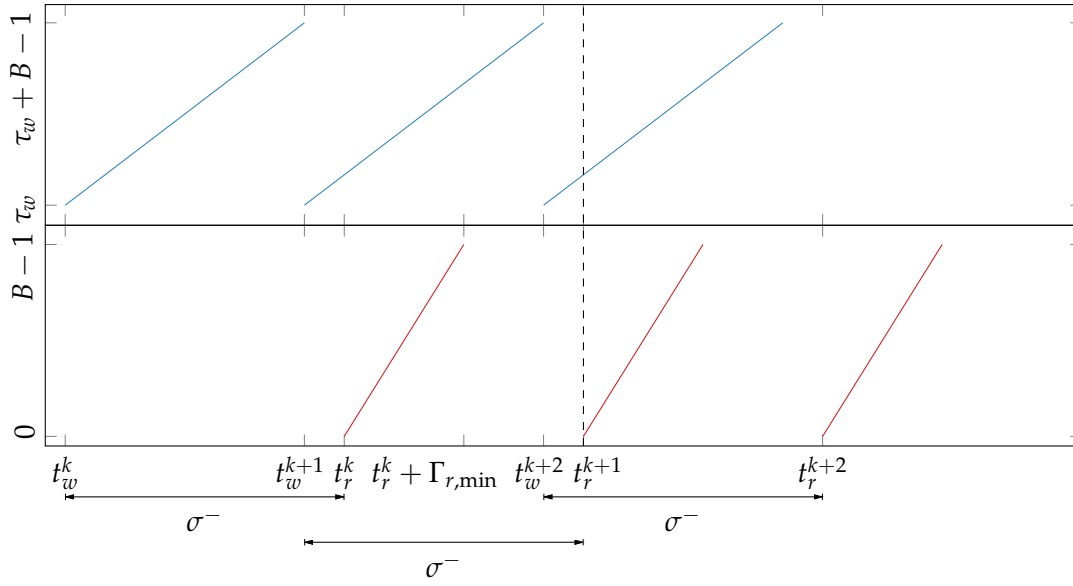 τ_w + B − 1
τ_w
B − 1
0
t_w^k t_w^{k+1} t_r^k t_r^k + Γ_{r,min} t_w^{k+2} t_r^{k+1} t_r^{k+2}
σ^− σ^−
σ^−